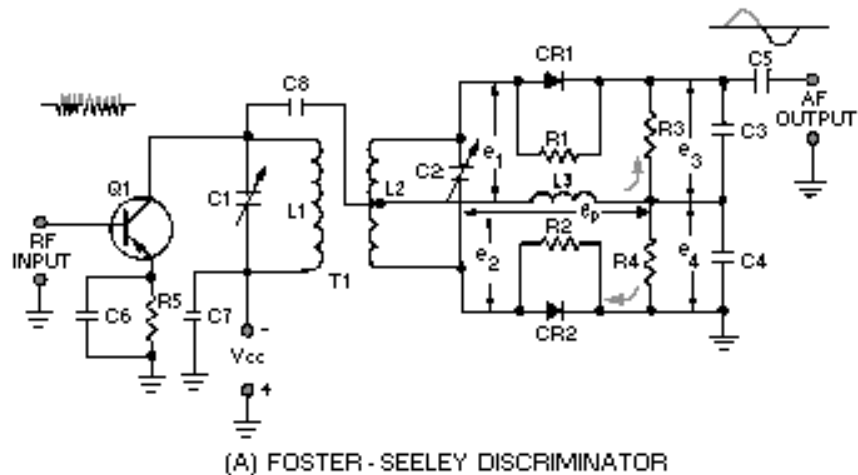 C8
CR1
C5
AF
OUTPUT
R1
R3
e1
e3
C3
Q1
C1
L1
L2
C2
L3
ep
RF
INPUT
R2
e2
R4
e4
C4
T1
C6
R5
C7
CR2
-
Vcc
+
(A) FOSTER - SEELEY DISCRIMINATOR